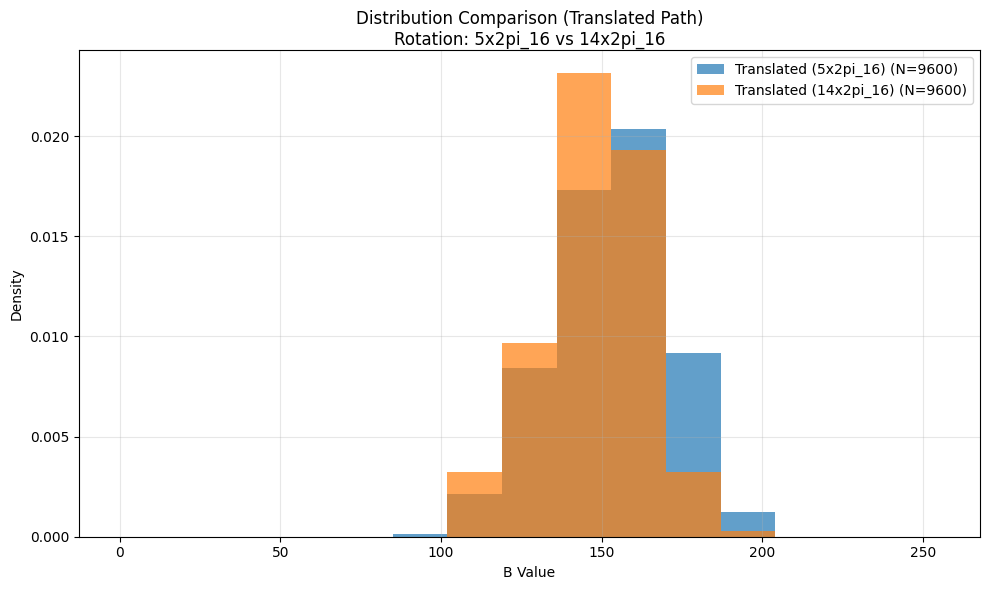 Distribution Comparison (Translated Path)
Rotation: 5x2pi_16 vs 14x2pi_16
Translated (5x2pi_16) (N=9600)
Translated (14x2pi_16) (N=9600)
Density
0.020
0.015
0.010
0.005
0.000
0 50 100 150 200 250
B Value